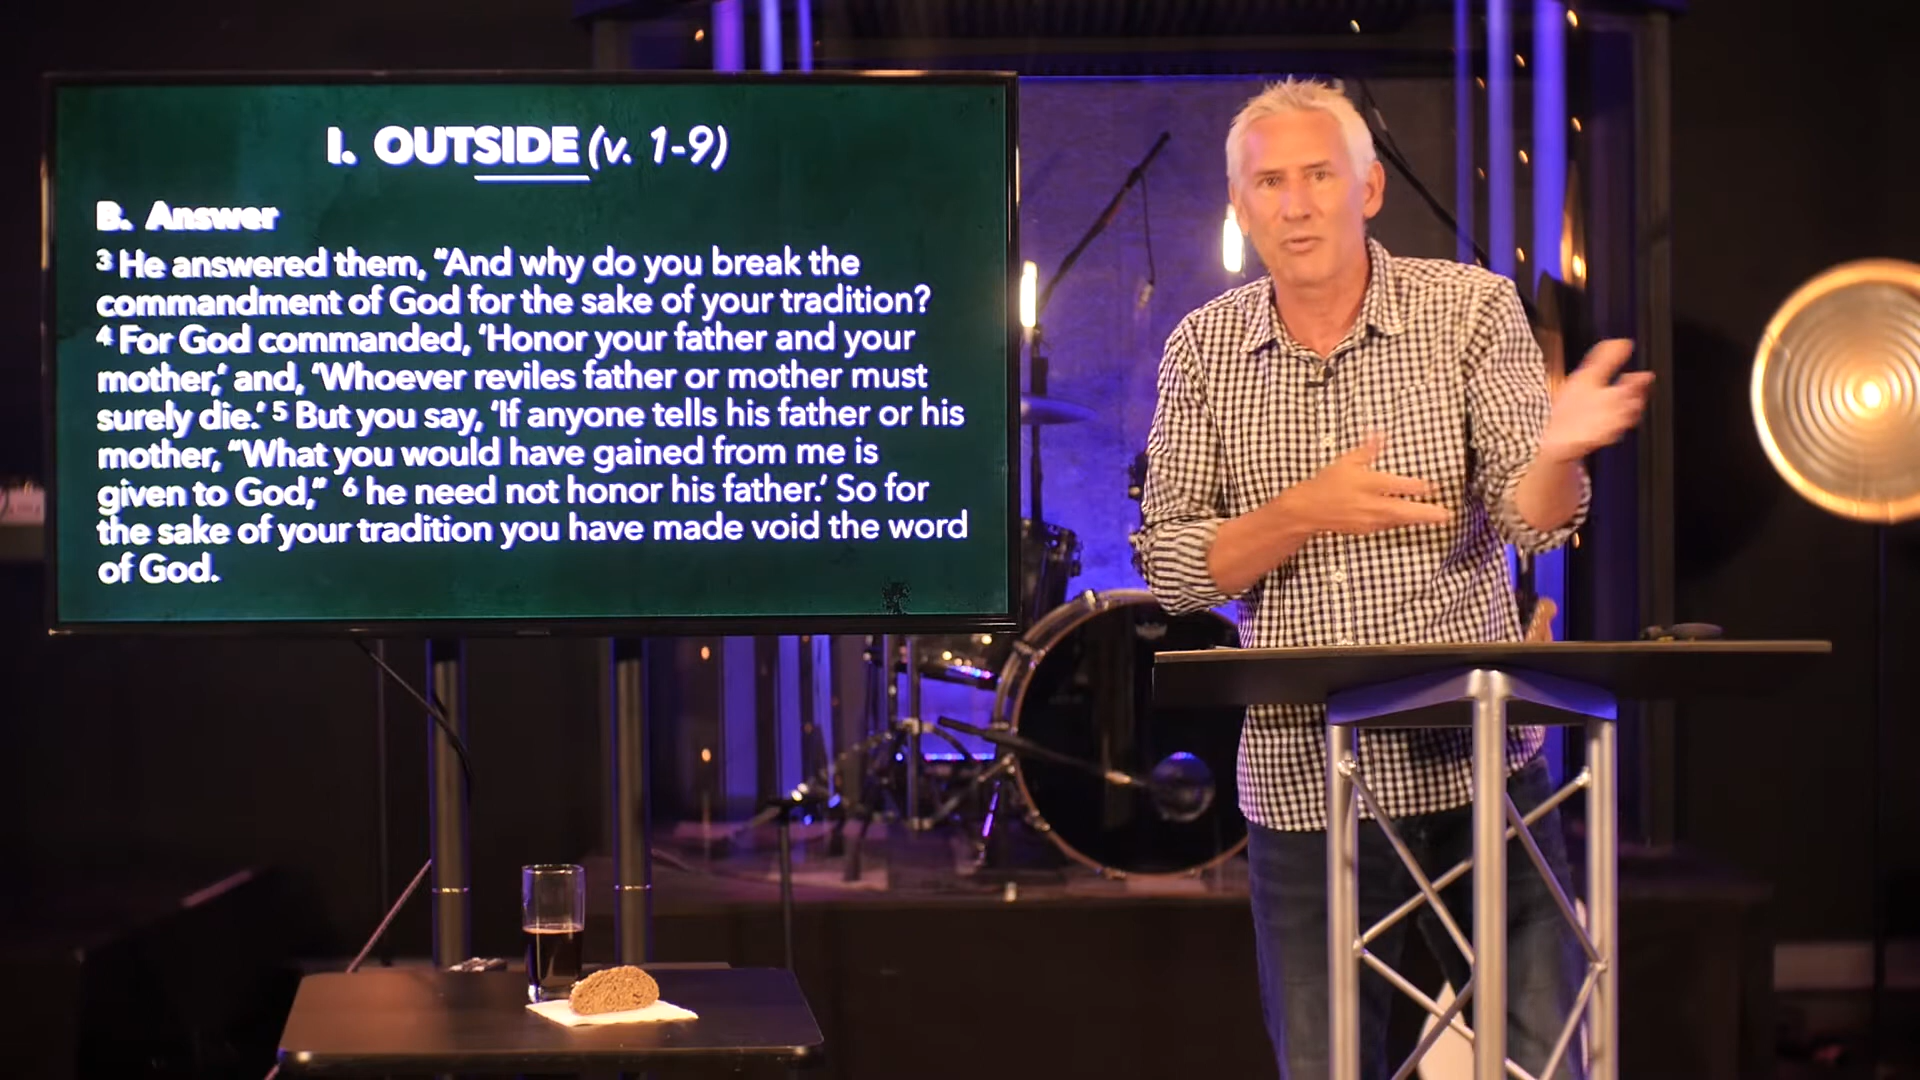 I. OUTSIDE (v. 1-9)
B. Answer
³ He answered them, “And why do you break the
commandment of God for the sake of your tradition?
⁴ For God commanded, ‘Honor your father and your
mother,’ and, ‘Whoever reviles father or mother must
surely die.’ ⁵ But you say, ‘If anyone tells his father or his
mother, “What you would have gained from me is
given to God,” ⁶ he need not honor his father.’ So for
the sake of your tradition you have made void the word
of God.